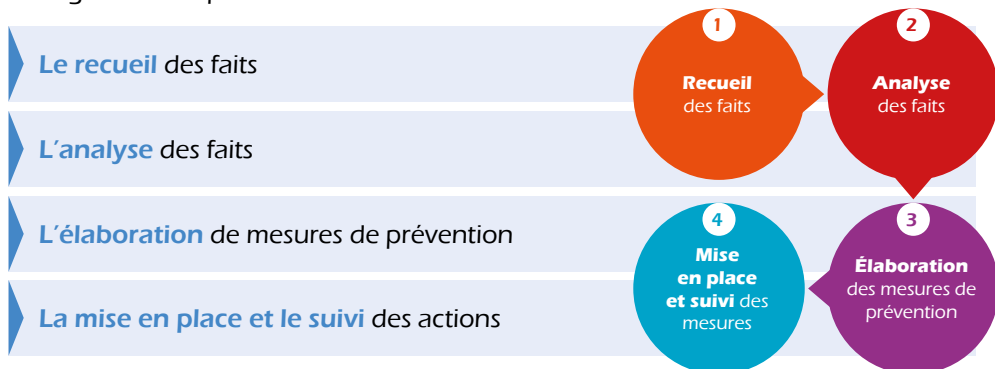 Le recueil des faits
L'analyse des faits
L'élaboration de mesures de prévention
La mise en place et le suivi des actions
1
Recueil
des faits
2
Analyse
des faits
3
Élaboration
des mesures de
prévention
4
Mise
en place
et suivi des
mesures